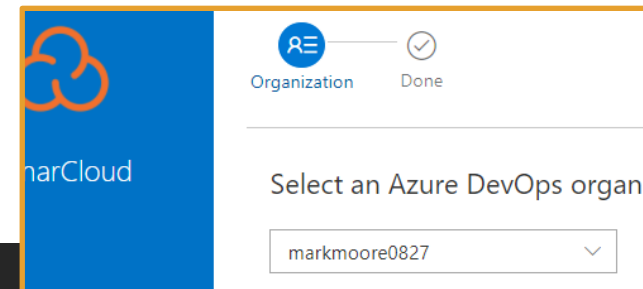 Organization
Done
narCloud
Select an Azure DevOps organ
markmoore0827